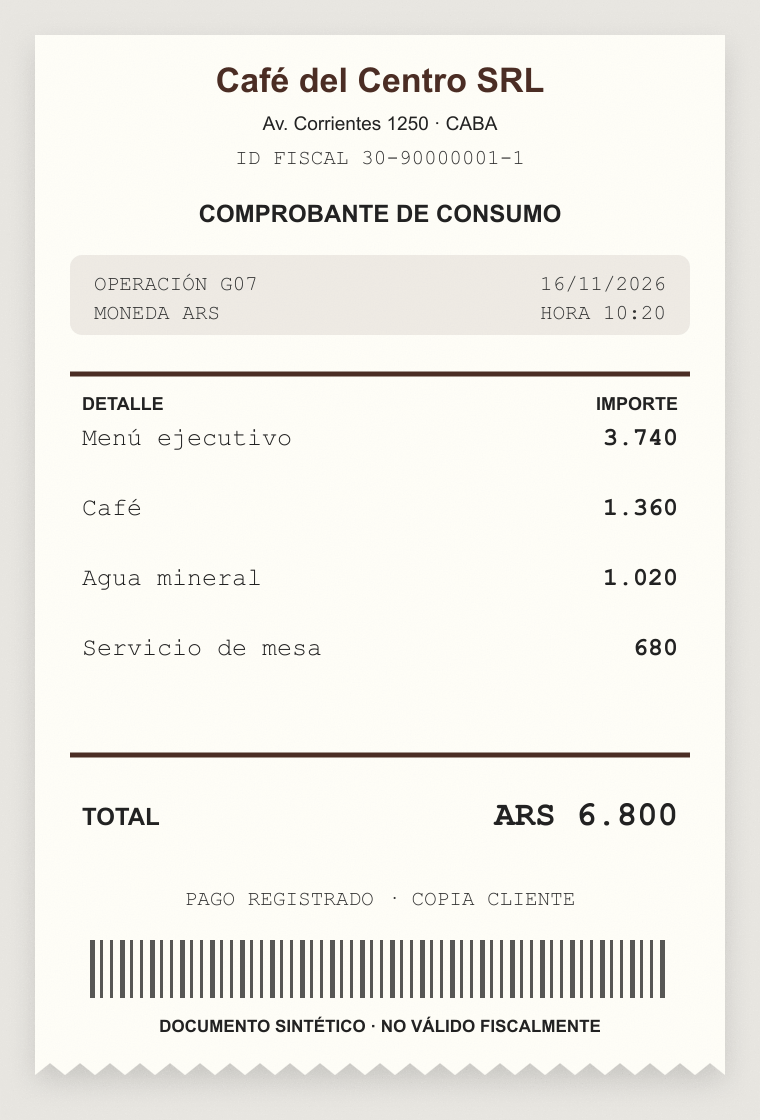 Café del Centro SRL
Av. Corrientes 1250 · CABA
ID FISCAL 30-90000001-1
COMPROBANTE DE CONSUMO
OPERACIÓN G07 16/11/2026
MONEDA ARS HORA 10:20
DETALLE IMPORTE
Menú ejecutivo 3.740
Café 1.360
Agua mineral 1.020
Servicio de mesa 680
TOTAL ARS 6.800
PAGO REGISTRADO · COPIA CLIENTE
DOCUMENTO SINTÉTICO · NO VÁLIDO FISCALMENTE